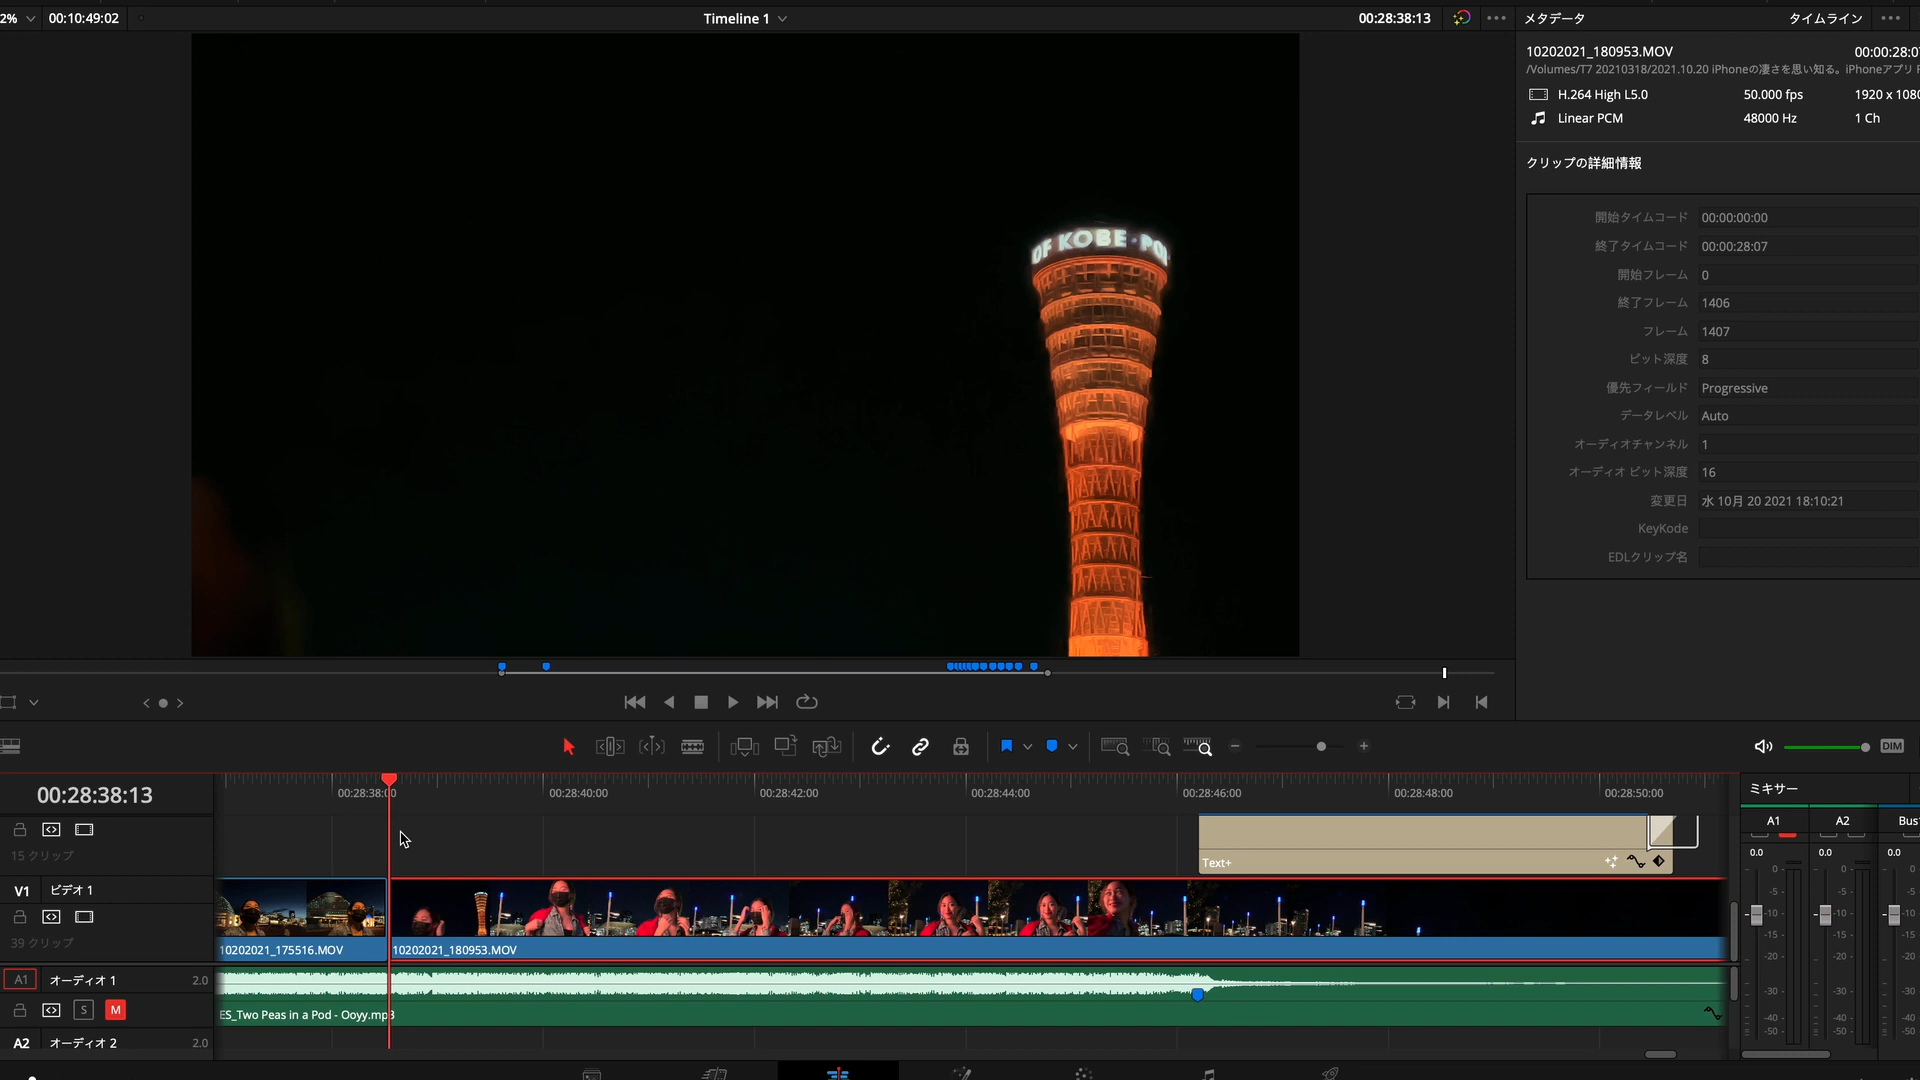 2%
00:10:49:02
Timeline 1
00:28:38:13
メタデータ
タイムライン
10202021_180953.MOV
00:00:28:07
/Volumes/T7 20210318/2021.10.20 iPhoneの凄さを思い知る。iPhoneアプリ
H.264 High L5.0
50.000 fps
1920 x 1080
Linear PCM
48000 Hz
1 Ch
クリップの詳細情報
開始タイムコード 00:00:00:00
終了タイムコード 00:00:28:07
開始フレーム 0
終了フレーム 1406
フレーム 1407
ビット深度 8
優先フィールド Progressive
データレベル Auto
オーディオチャンネル 1
オーディオ ビット深度 16
変更日 水 10月 20 2021 18:10:21
KeyKode
EDLクリップ名
OF KOBE・PO
DIM
00:28:38:13
00:28:38:00
00:28:40:00
00:28:42:00
00:28:44:00
00:28:46:00
00:28:48:00
00:28:50:00
ミキサー
A1
A2
Bus
15 クリップ
Text+
0.0
0.0
0.0
V1 ビデオ 1
39 クリップ
10202021_175516.MOV
10202021_180953.MOV
0
-5
-10
-15
-20
-30
-40
-50
0
-5
-10
-15
-20
-30
-40
-50
0
-5
-10
-15
-20
-30
-40
-50
A1 オーディオ 1 2.0
S M
ES_Two Peas in a Pod - Ooyy.mp3
A2 オーディオ 2 2.0